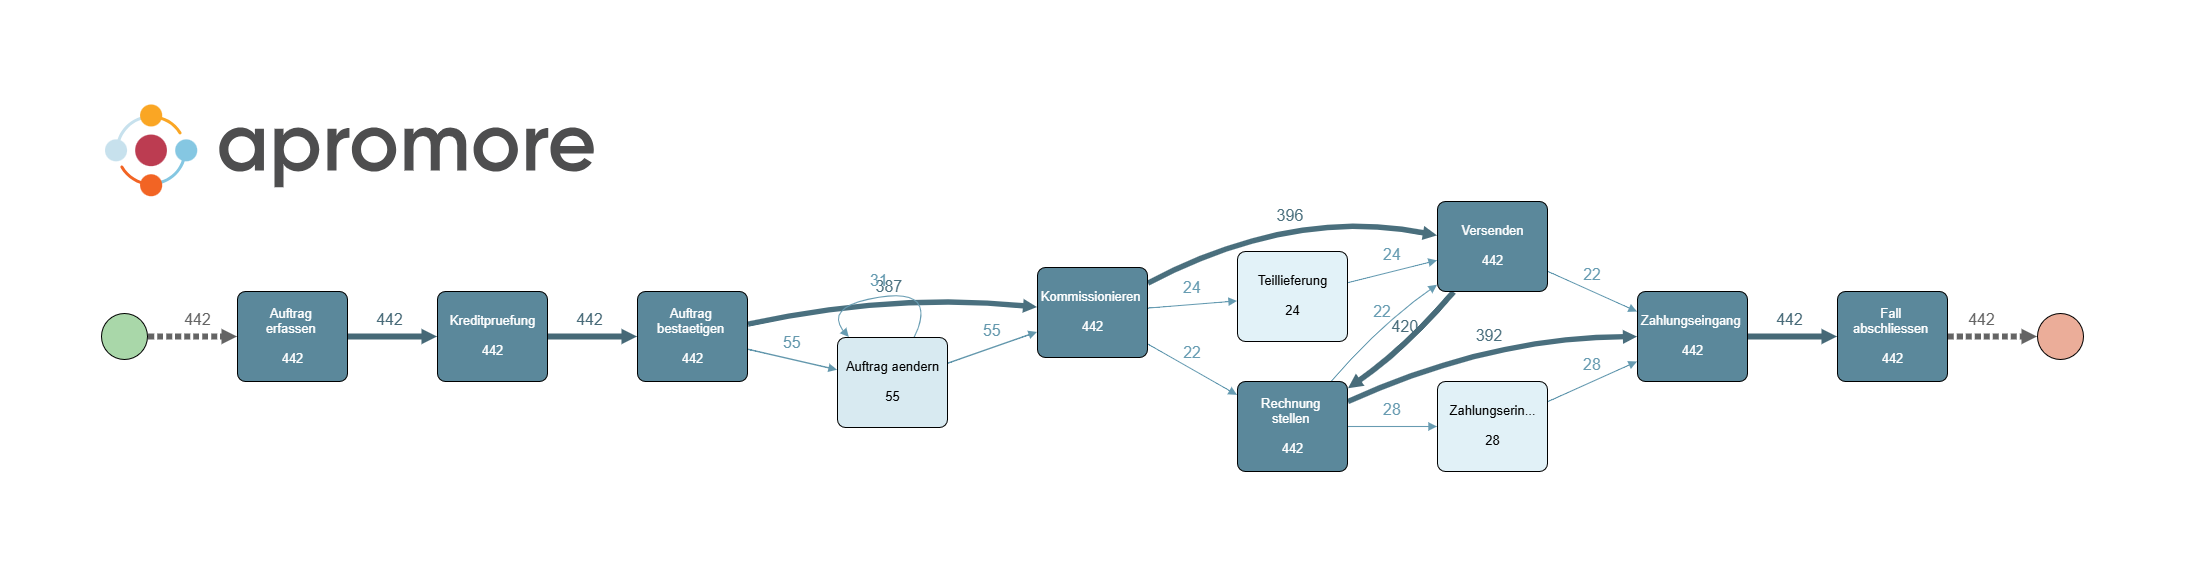 apromore
442
Auftrag
erfassen
442
442
Kreditpruefung
442
442
Auftrag
bestaetigen
442
387
55
31
Auftrag aendern
55
55
Kommissionieren
442
396
24
22
Teillieferung
24
24
Versenden
442
22
420
22
Rechnung
stellen
442
392
28
Zahlungserin...
28
28
Zahlungseingang
442
442
Fall
abschliessen
442
442